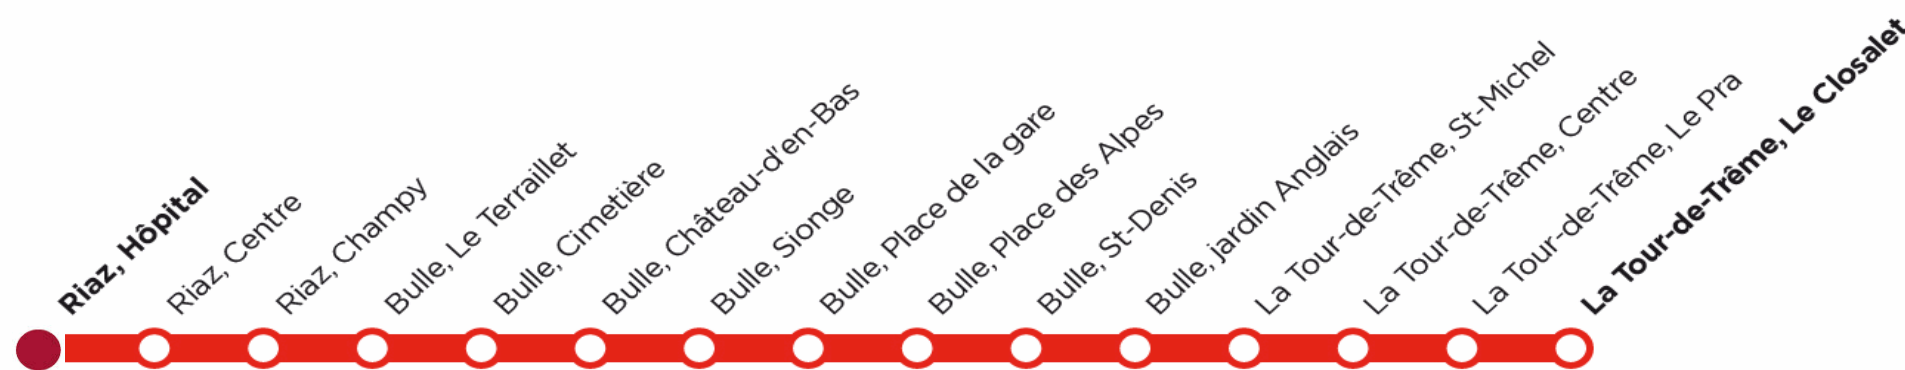 Riaz, Hôpital
Riaz, Centre
Riaz, Champy
Bulle, Le Terraillet
Bulle, Cimetière
Bulle, Château-d'en-Bas
Bulle, Sionge
Bulle, Place de la gare
Bulle, Place des Alpes
Bulle, St-Denis
Bulle, jardin Anglais
La Tour-de-Trême, St-Michel
La Tour-de-Trême, Centre
La Tour-de-Trême, Le Pra
La Tour-de-Trême, Le Closalet